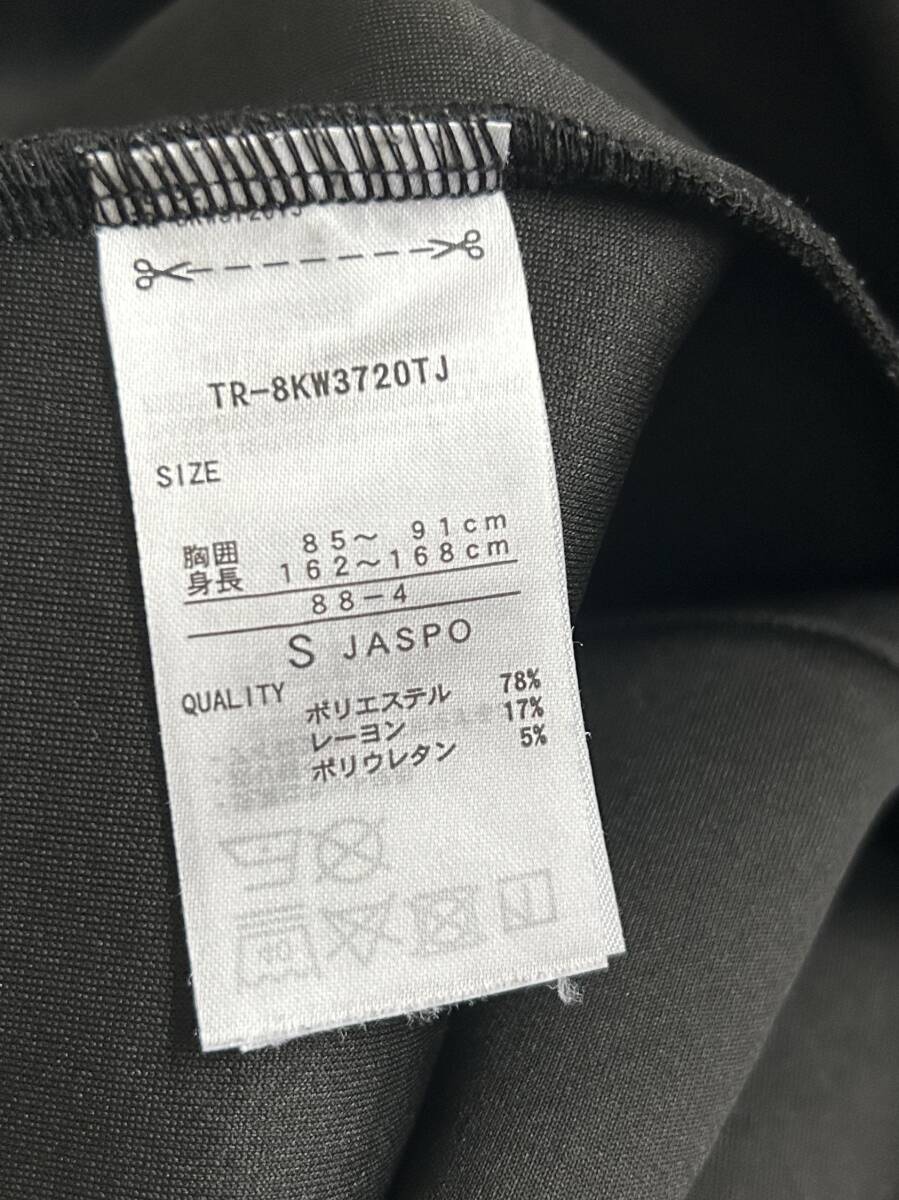 TR-8KW3720TJ
SIZE
胸囲 85～ 91cm
身長 162～168cm
88-4
S JASPO
QUALITY
ポリエステル 78%
レーヨン 17%
ポリウレタン 5%